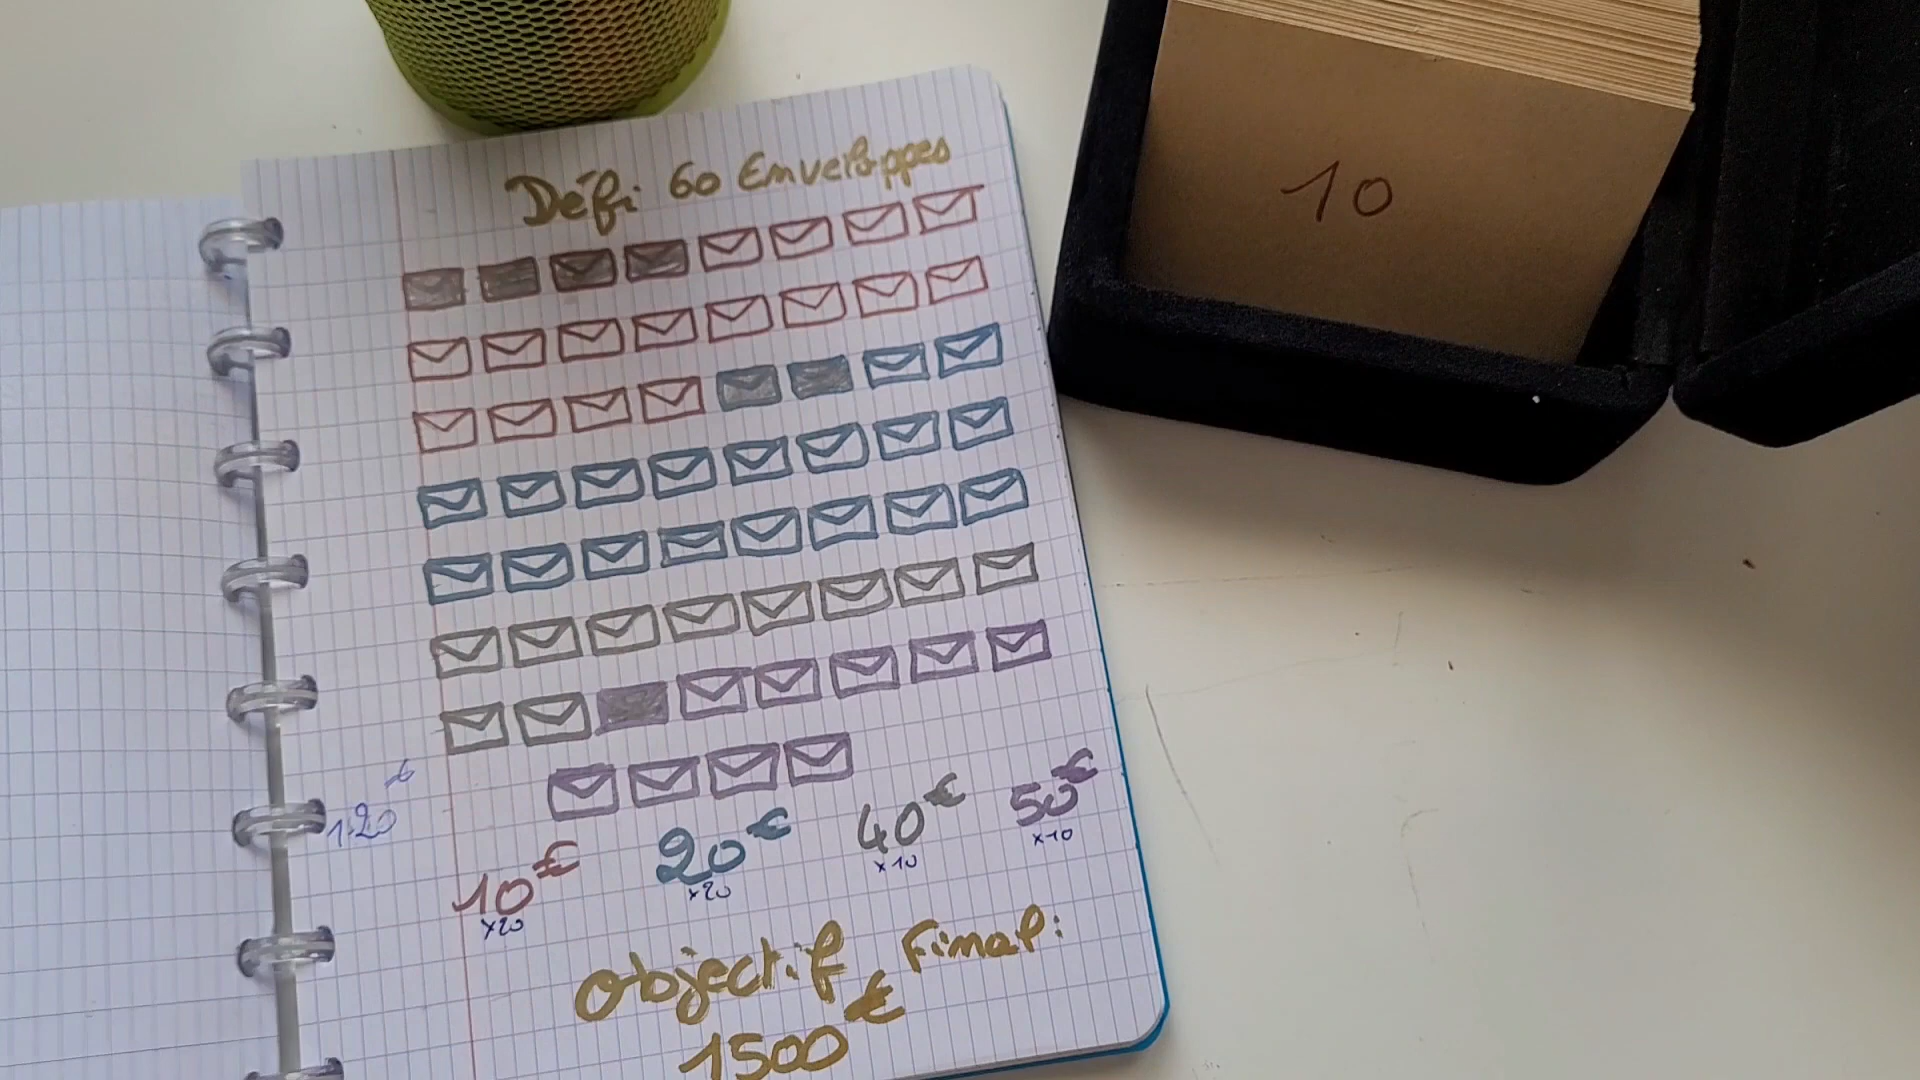 Défi 60 Enveloppes
10
120€
10€
x20
20€
x20
40€
x10
50€
x10
Objectif Final:
1500€